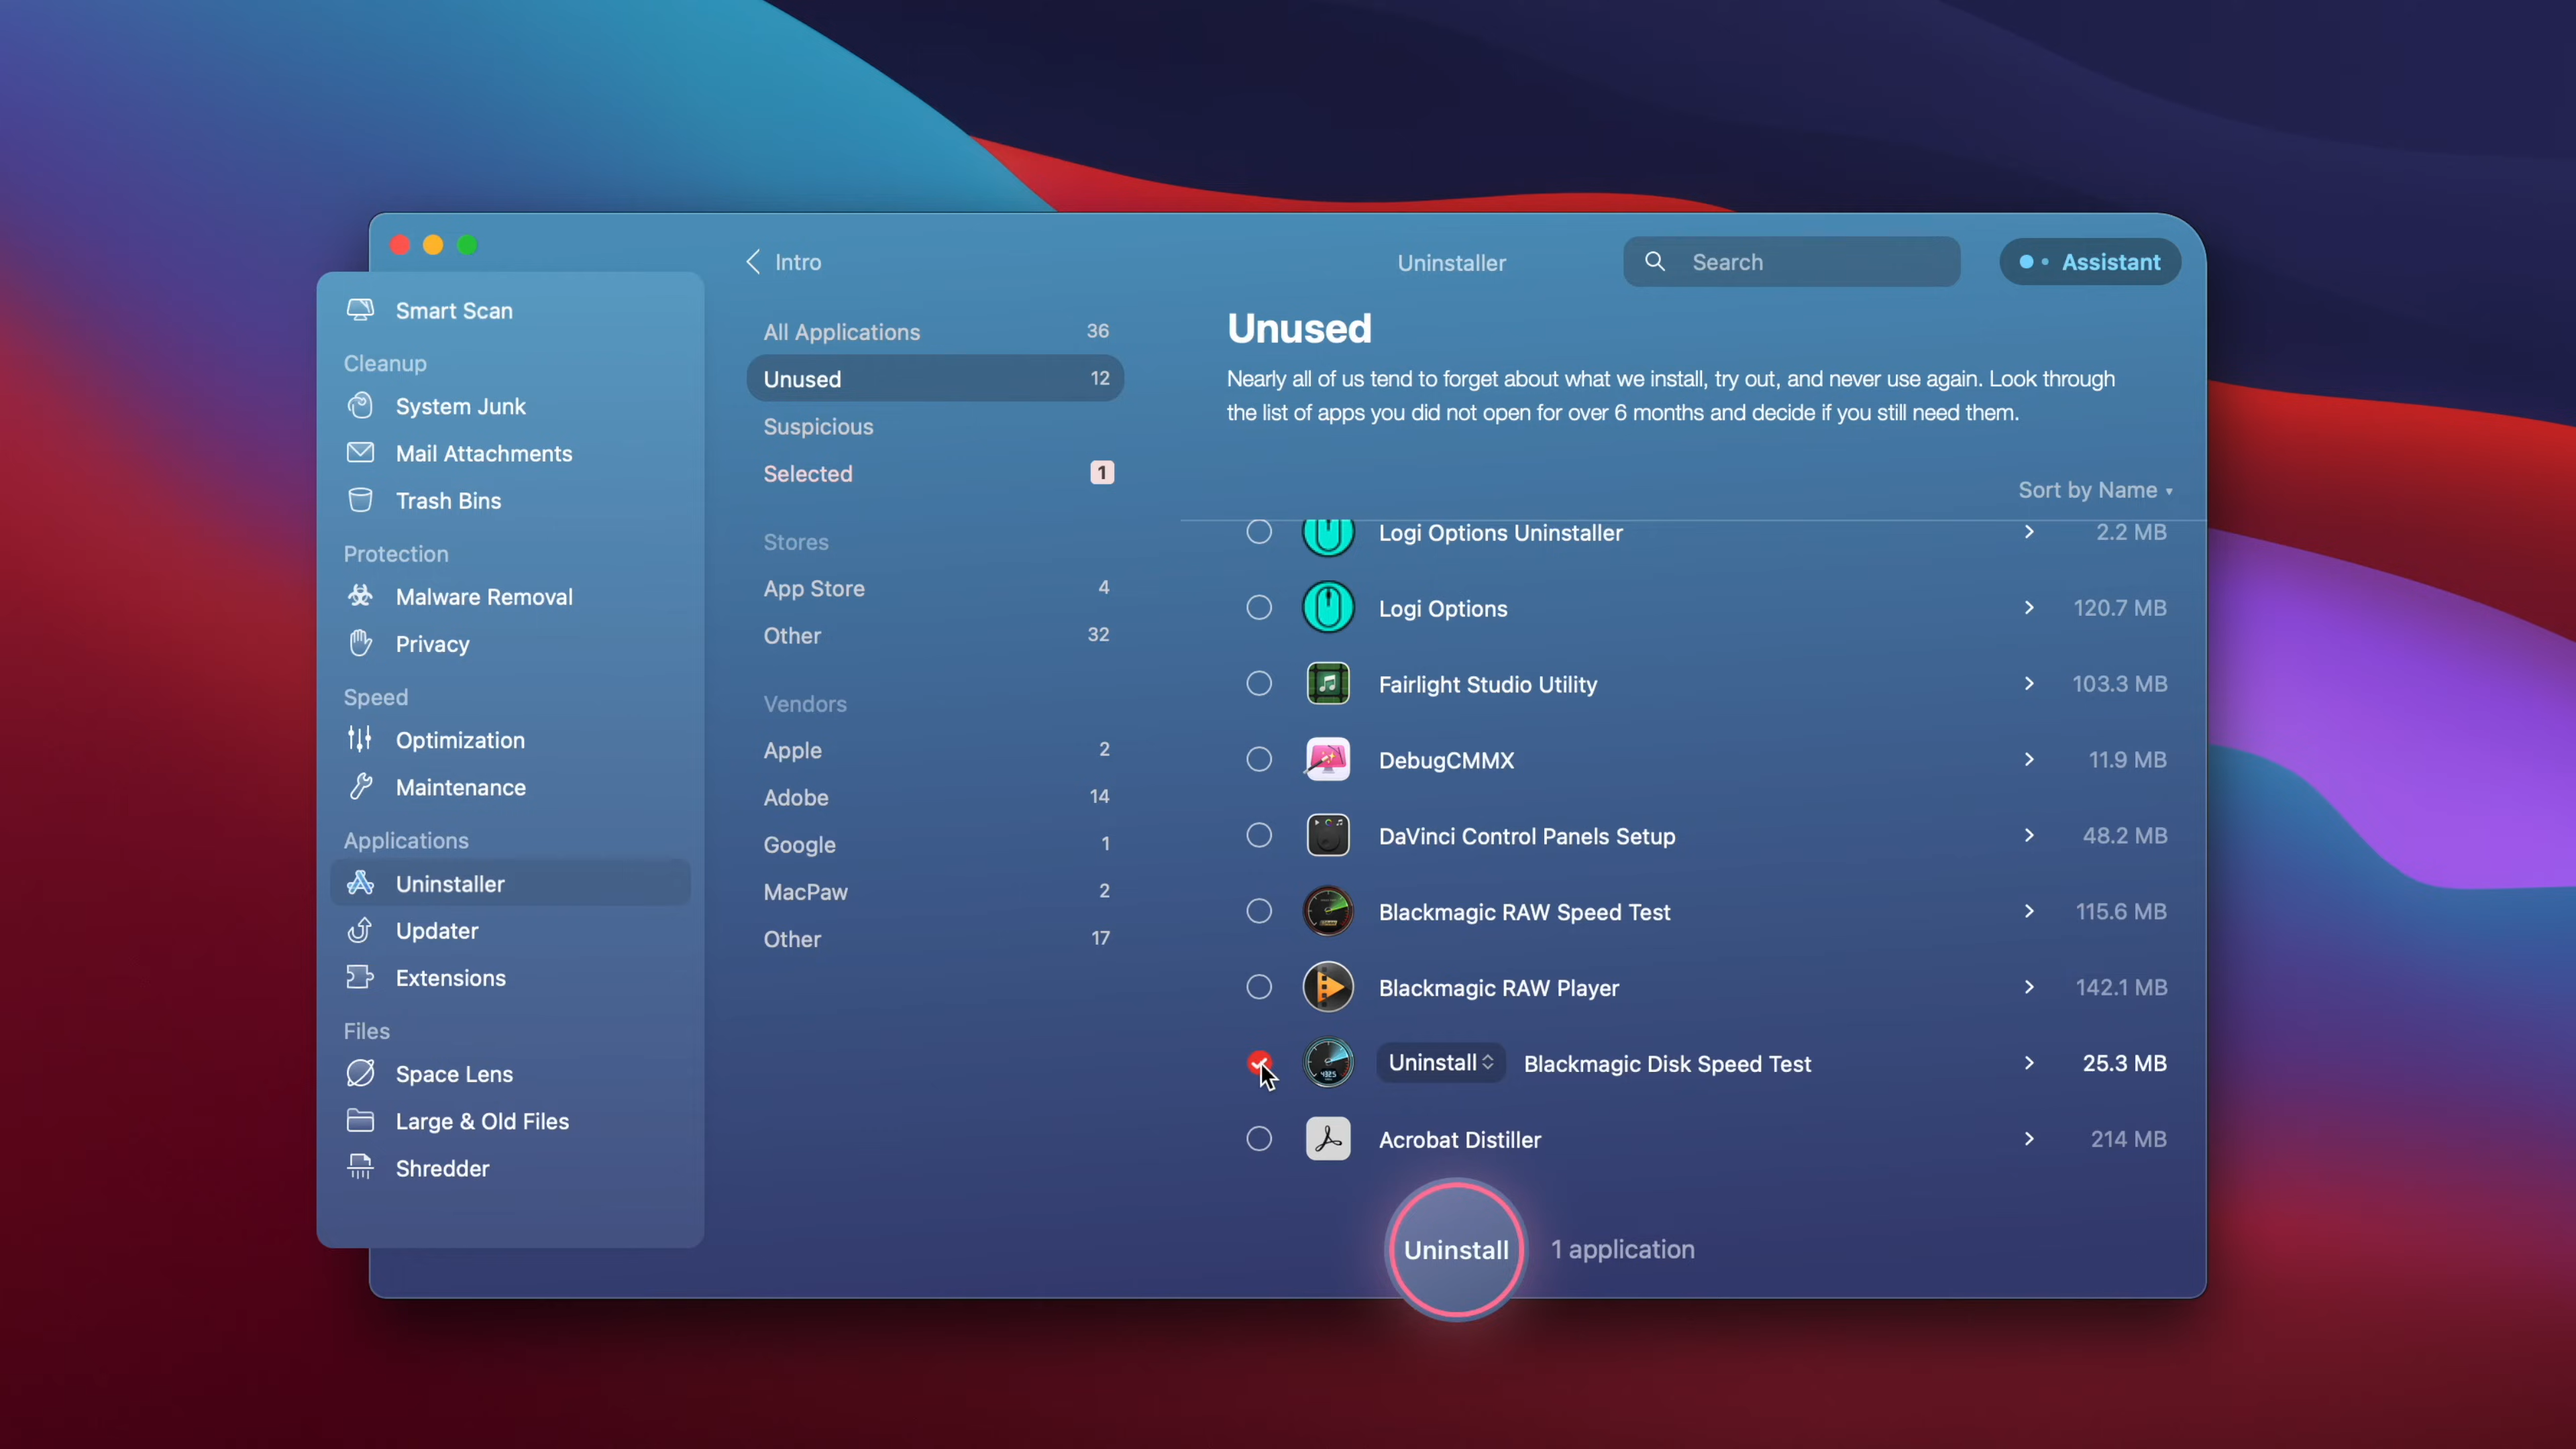 Intro
Uninstaller
Search
Assistant
Smart Scan
Cleanup
System Junk
Mail Attachments
Trash Bins
Protection
Malware Removal
Privacy
Speed
Optimization
Maintenance
Applications
Uninstaller
Updater
Extensions
Files
Space Lens
Large & Old Files
Shredder
All Applications 36
Unused 12
Suspicious
Selected 1
Stores
App Store 4
Other 32
Vendors
Apple 2
Adobe 14
Google 1
MacPaw 2
Other 17
Unused
Nearly all of us tend to forget about what we install, try out, and never use again. Look through
the list of apps you did not open for over 6 months and decide if you still need them.
Sort by Name
Logi Options Uninstaller 2.2 MB
Logi Options 120.7 MB
Fairlight Studio Utility 103.3 MB
DebugCMMX 11.9 MB
DaVinci Control Panels Setup 48.2 MB
Blackmagic RAW Speed Test 115.6 MB
Blackmagic RAW Player 142.1 MB
Uninstall Blackmagic Disk Speed Test 25.3 MB
Acrobat Distiller 214 MB
Uninstall 1 application